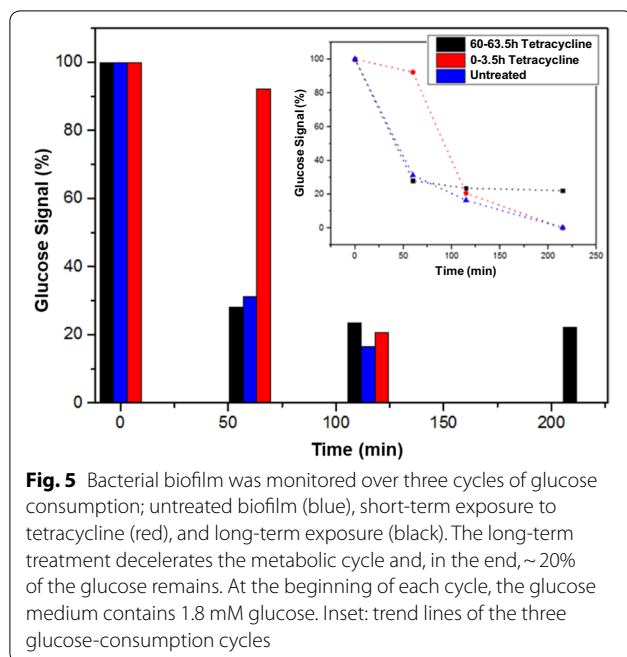 100
80
60
40
20
0
Glucose Signal (%)
0
50
100
150
200
Time (min)
100
80
60
40
20
0
Glucose Signal (%)
0
50
100
150
200
250
Time (min)
60-63.5h Tetracycline
0-3.5h Tetracycline
Untreated
Fig. 5 Bacterial biofilm was monitored over three cycles of glucose
consumption; untreated biofilm (blue), short-term exposure to
tetracycline (red), and long-term exposure (black). The long-term
treatment decelerates the metabolic cycle and, in the end, ~ 20%
of the glucose remains. At the beginning of each cycle, the glucose
medium contains 1.8 mM glucose. Inset: trend lines of the three
glucose-consumption cycles